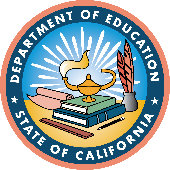 DEPARTMENT OF EDUCATION
STATE OF CALIFORNIA